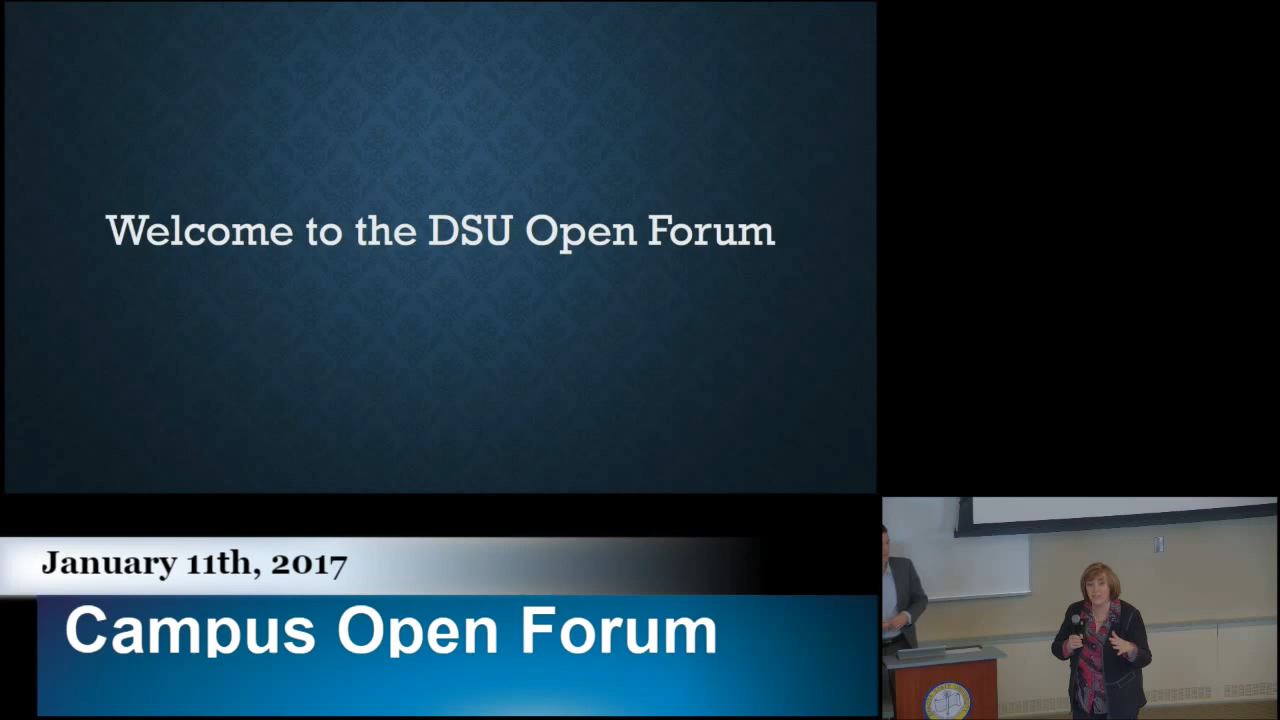 Welcome to the DSU Open Forum
January 11th, 2017
Campus Open Forum